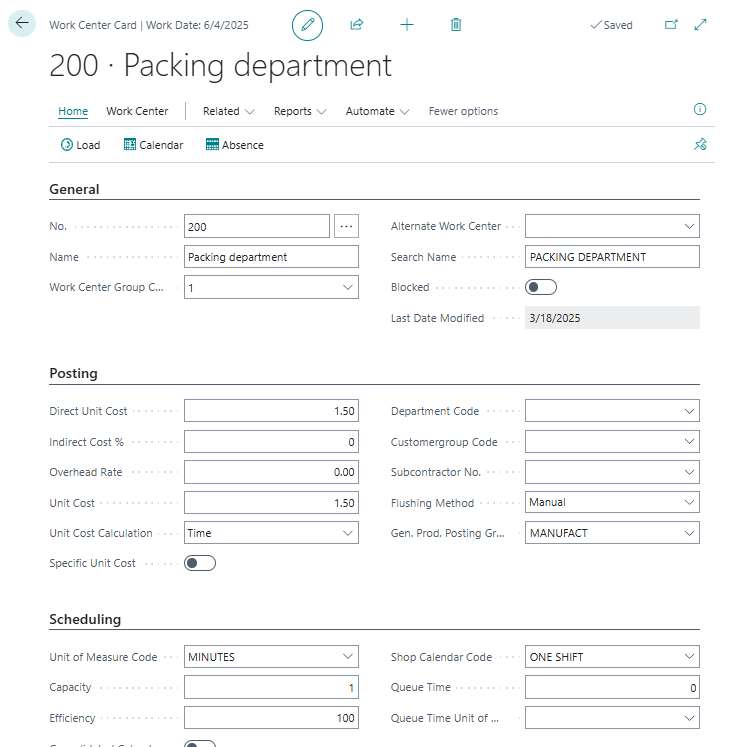 Work Center Card | Work Date: 6/4/2025
Saved
200 · Packing department
Home Work Center Related Reports Automate Fewer options
Load Calendar Absence
General
No. 200 ...
Alternate Work Center
Name Packing department
Search Name PACKING DEPARTMENT
Work Center Group C... 1
Blocked
Last Date Modified 3/18/2025
Posting
Direct Unit Cost 1.50
Department Code
Indirect Cost % 0
Customergroup Code
Overhead Rate 0.00
Subcontractor No.
Unit Cost 1.50
Flushing Method Manual
Unit Cost Calculation Time
Gen. Prod. Posting Gr... MANUFACT
Specific Unit Cost
Scheduling
Unit of Measure Code MINUTES
Shop Calendar Code ONE SHIFT
Capacity 1
Queue Time 0
Efficiency 100
Queue Time Unit of ...